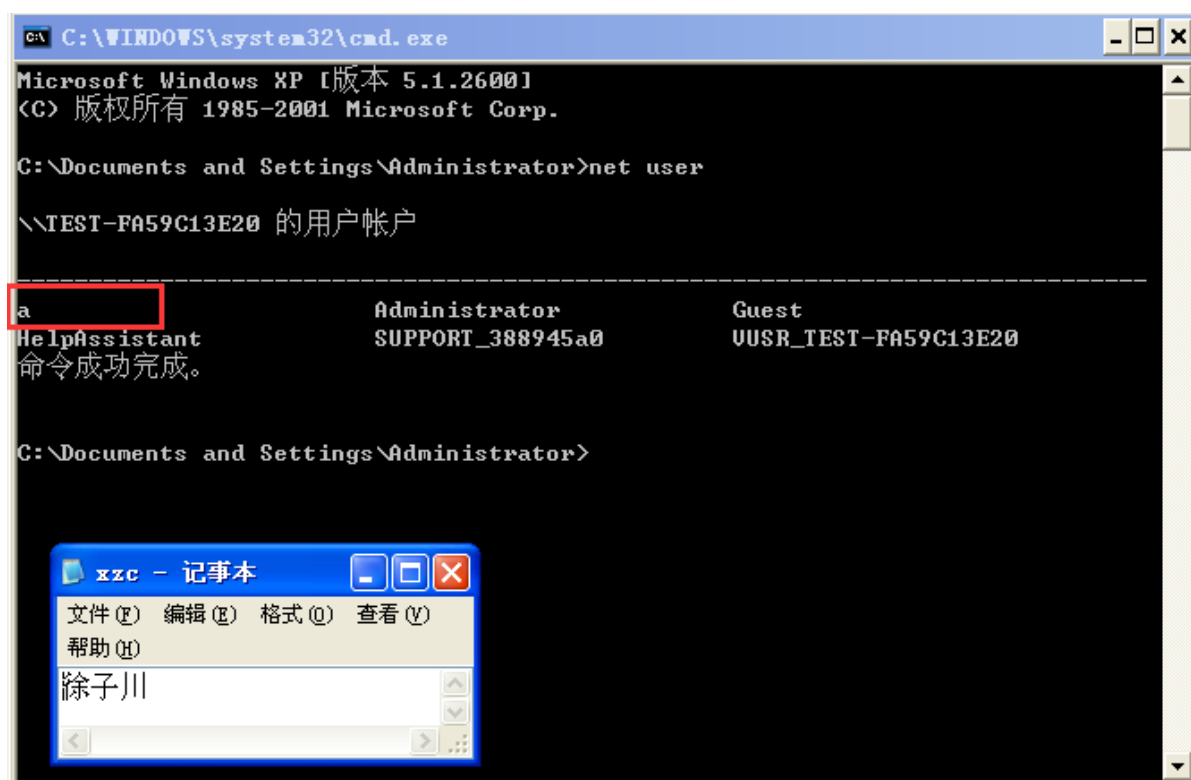 C:\WINDOWS\system32\cmd.exe
Microsoft Windows XP [版本 5.1.2600]
(C) 版权所有 1985-2001 Microsoft Corp.
C:\Documents and Settings\Administrator>net user
\\TEST-FA59C13E20 的用户帐户
-------------------------------------------------------------------------------
a Administrator Guest
HelpAssistant SUPPORT_388945a0 VUSR_TEST-FA59C13E20
命令成功完成。
C:\Documents and Settings\Administrator>
xzc - 记事本
文件(F) 编辑(E) 格式(O) 查看(V)
帮助(H)
徐子川